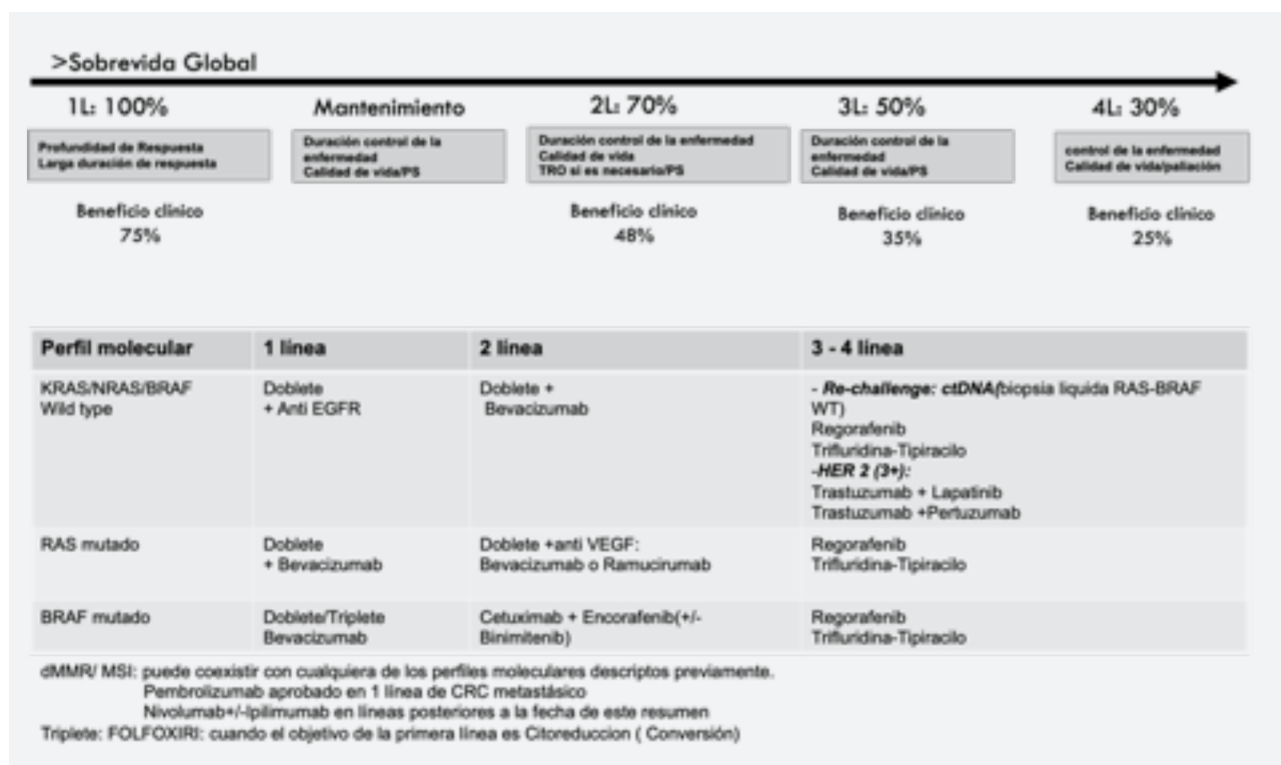 >Sobrevida Global
1L: 100%
Mantenimiento
2L: 70%
3L: 50%
4L: 30%
Profundidad de Respuesta
Larga duración de respuesta
Duración control de la
enfermedad
Calidad de vida/PS
Duración control de la enfermedad
Calidad de vida
TRO si es necesario/PS
Duración control de la
enfermedad
Calidad de vida/PS
control de la enfermedad
Calidad de vida/paliación
Beneficio clínico
75%
Beneficio clínico
48%
Beneficio clínico
35%
Beneficio clínico
25%
Perfil molecular
1 línea
2 línea
3 - 4 línea
KRAS/NRAS/BRAF
Wild type
Doblete
+ Anti EGFR
Doblete +
Bevacizumab
- Re-challenge: ctDNA(biopsia liquida RAS-BRAF
WT)
Regorafenib
Trifluridina-Tipiracilo
-HER 2 (3+):
Trastuzumab + Lapatinib
Trastuzumab +Pertuzumab
RAS mutado
Doblete
+ Bevacizumab
Doblete +anti VEGF:
Bevacizumab o Ramucirumab
Regorafenib
Trifluridina-Tipiracilo
BRAF mutado
Doblete/Triplete
Bevacizumab
Cetuximab + Encorafenib(+/-
Binimitenib)
Regorafenib
Trifluridina-Tipiracilo
dMMR/ MSI: puede coexistir con cualquiera de los perfiles moleculares descriptos previamente.
Pembrolizumab aprobado en 1 línea de CRC metastásico
Nivolumab+/-Ipilimumab en líneas posteriores a la fecha de este resumen
Triplete: FOLFOXIRI: cuando el objetivo de la primera línea es Citoreduccion ( Conversión)